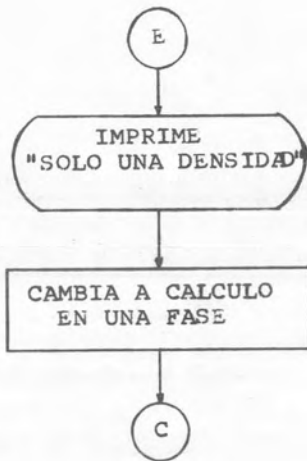 E
IMPRIME
"SOLO UNA DENSIDAD"
CAMBIA A CALCULO
EN UNA FASE
C